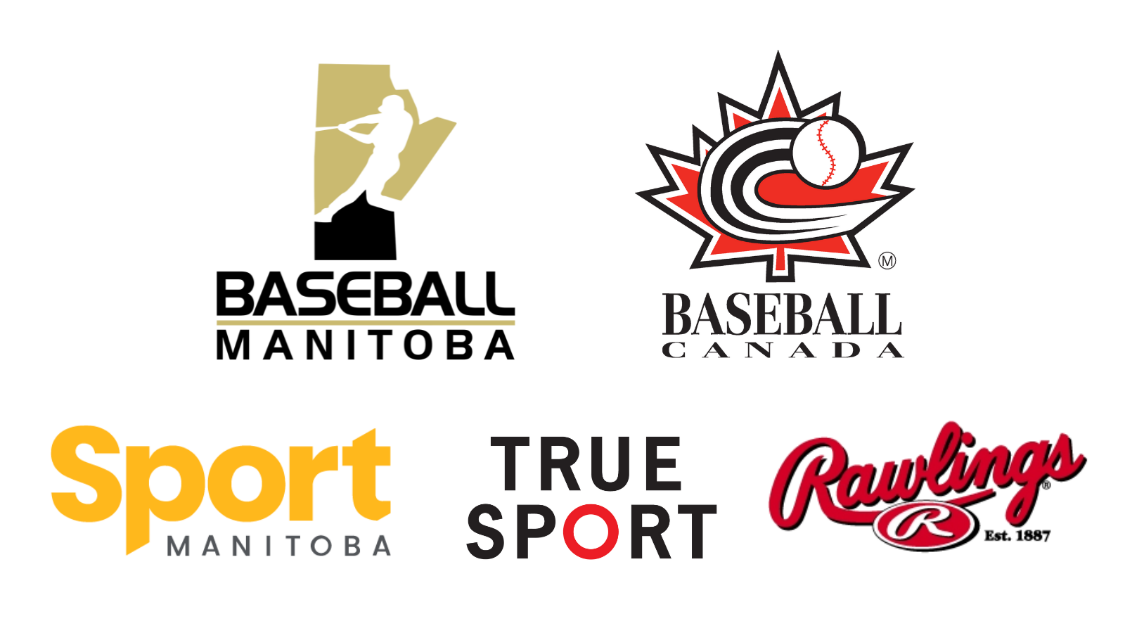 BASEBALL
MANITOBA
M
BASEBALL
CANADA
Sport
MANITOBA
TRUE
SPORT
Rawlings®
R
Est. 1887